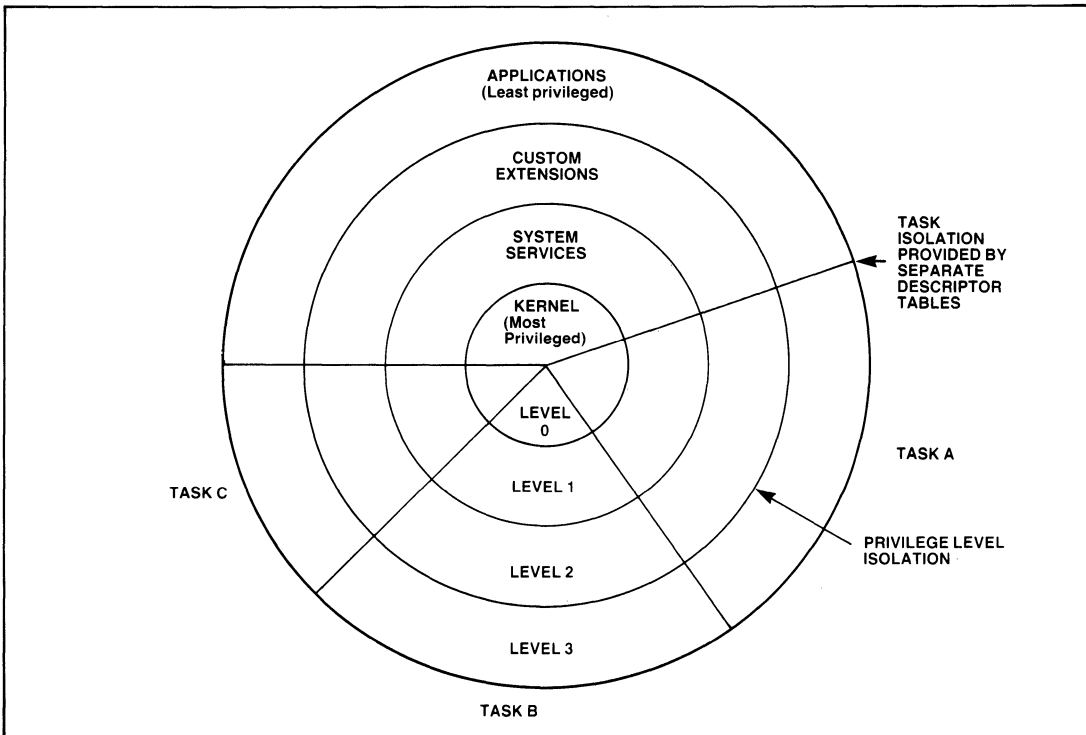 APPLICATIONS
(Least privileged)
CUSTOM
EXTENSIONS
SYSTEM
SERVICES
KERNEL
(Most
Privileged)
LEVEL
0
LEVEL 1
LEVEL 2
LEVEL 3
TASK
ISOLATION
PROVIDED BY
SEPARATE
DESCRIPTOR
TABLES
TASK A
PRIVILEGE LEVEL
ISOLATION
TASK C
TASK B